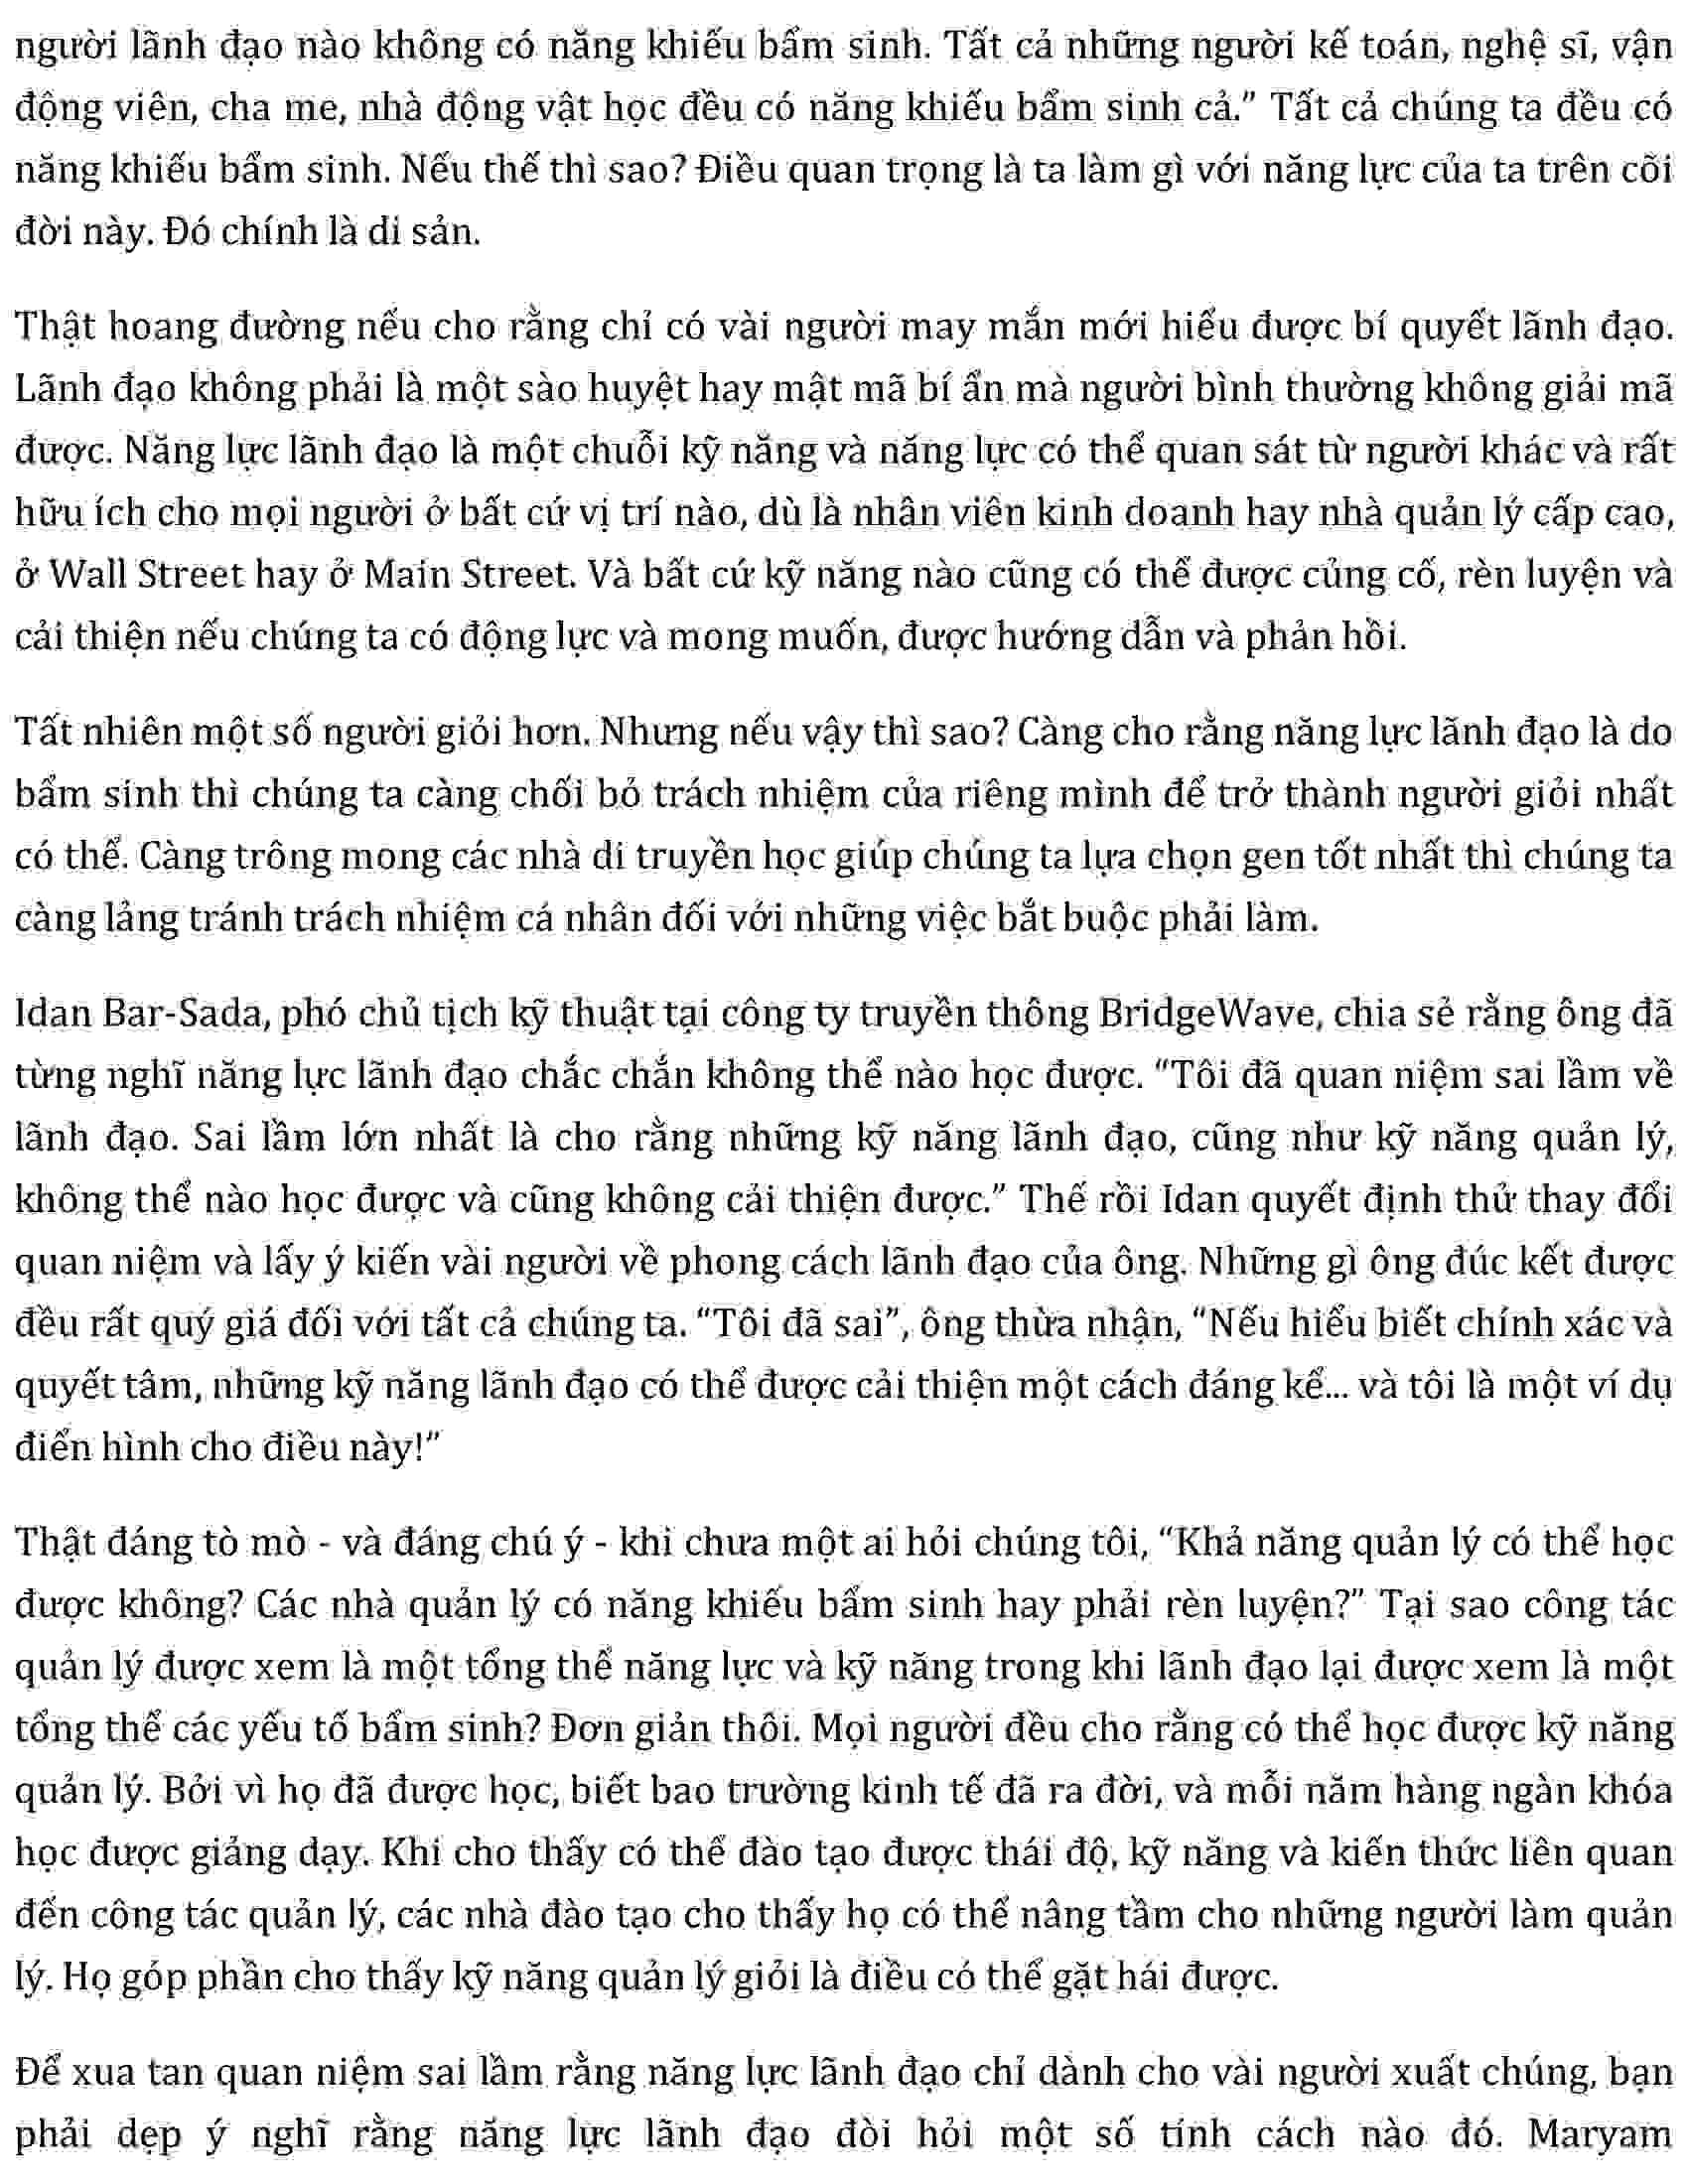 người lãnh đạo nào không có năng khiếu bẩm sinh. Tất cả những người kế toán, nghệ sĩ, vận
động viên, cha me, nhà động vật học đều có năng khiếu bẩm sinh cả.” Tất cả chúng ta đều có
năng khiếu bẩm sinh. Nếu thế thì sao? Điều quan trọng là ta làm gì với năng lực của ta trên cõi
đời này. Đó chính là di sản.
Thật hoang đường nếu cho rằng chỉ có vài người may mắn mới hiểu được bí quyết lãnh đạo.
Lãnh đạo không phải là một sào huyệt hay mật mã bí ẩn mà người bình thường không giải mã
được. Năng lực lãnh đạo là một chuỗi kỹ năng và năng lực có thể quan sát từ người khác và rất
hữu ích cho mọi người ở bất cứ vị trí nào, dù là nhân viên kinh doanh hay nhà quản lý cấp cao,
ở Wall Street hay ở Main Street. Và bất cứ kỹ năng nào cũng có thể được củng cố, rèn luyện và
cải thiện nếu chúng ta có động lực và mong muốn, được hướng dẫn và phản hồi.
Tất nhiên một số người giỏi hơn. Nhưng nếu vậy thì sao? Càng cho rằng năng lực lãnh đạo là do
bẩm sinh thì chúng ta càng chối bỏ trách nhiệm của riêng mình để trở thành người giỏi nhất
có thể. Càng trông mong các nhà di truyền học giúp chúng ta lựa chọn gen tốt nhất thì chúng ta
càng lảng tránh trách nhiệm cá nhân đối với những việc bắt buộc phải làm.
Idan Bar-Sada, phó chủ tịch kỹ thuật tại công ty truyền thông BridgeWave, chia sẻ rằng ông đã
từng nghĩ năng lực lãnh đạo chắc chắn không thể nào học được. “Tôi đã quan niệm sai lầm về
lãnh đạo. Sai lầm lớn nhất là cho rằng những kỹ năng lãnh đạo, cũng như kỹ năng quản lý,
không thể nào học được và cũng không cải thiện được.” Thế rồi Idan quyết định thử thay đổi
quan niệm và lấy ý kiến vài người về phong cách lãnh đạo của ông. Những gì ông đúc kết được
đều rất quý giá đối với tất cả chúng ta. “Tôi đã sai”, ông thừa nhận, “Nếu hiểu biết chính xác và
quyết tâm, những kỹ năng lãnh đạo có thể được cải thiện một cách đáng kể... và tôi là một ví dụ
điển hình cho điều này!”
Thật đáng tò mò - và đáng chú ý - khi chưa một ai hỏi chúng tôi, “Khả năng quản lý có thể học
được không? Các nhà quản lý có năng khiếu bẩm sinh hay phải rèn luyện?” Tại sao công tác
quản lý được xem là một tổng thể năng lực và kỹ năng trong khi lãnh đạo lại được xem là một
tổng thể các yếu tố bẩm sinh? Đơn giản thôi. Mọi người đều cho rằng có thể học được kỹ năng
quản lý. Bởi vì họ đã được học, biết bao trường kinh tế đã ra đời, và mỗi năm hàng ngàn khóa
học được giảng dạy. Khi cho thấy có thể đào tạo được thái độ, kỹ năng và kiến thức liên quan
đến công tác quản lý, các nhà đào tạo cho thấy họ có thể nâng tầm cho những người làm quản
lý. Họ góp phần cho thấy kỹ năng quản lý giỏi là điều có thể gặt hái được.
Để xua tan quan niệm sai lầm rằng năng lực lãnh đạo chỉ dành cho vài người xuất chúng, bạn
phải dẹp ý nghĩ rằng năng lực lãnh đạo đòi hỏi một số tính cách nào đó. Maryam